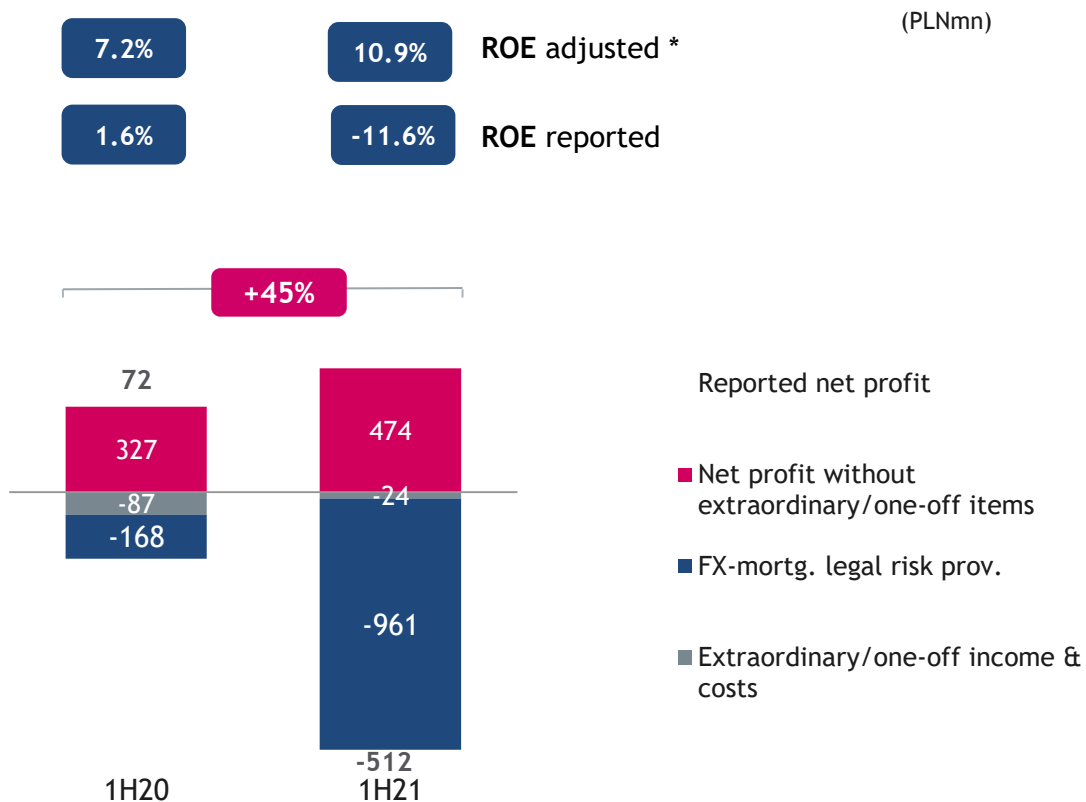 (PLNmn)
7.2%
10.9%
ROE adjusted *
1.6%
-11.6%
ROE reported
+45%
72
Reported net profit
327
474
Net profit without
extraordinary/one-off items
-87
-24
-168
FX-mortg. legal risk prov.
-961
Extraordinary/one-off income &
costs
-512
1H20
1H21